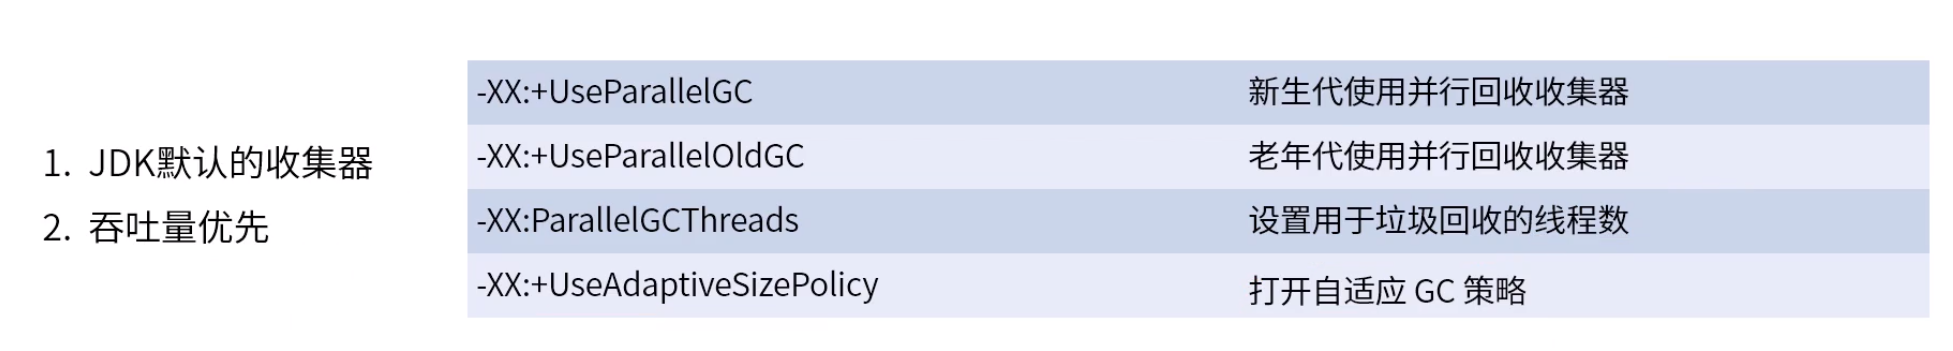 1. JDK默认的收集器
2. 吞吐量优先
-XX:+UseParallelGC 新生代使用并行回收收集器
-XX:+UseParallelOldGC 老年代使用并行回收收集器
-XX:ParallelGCThreads 设置用于垃圾回收的线程数
-XX:+UseAdaptiveSizePolicy 打开自适应 GC 策略